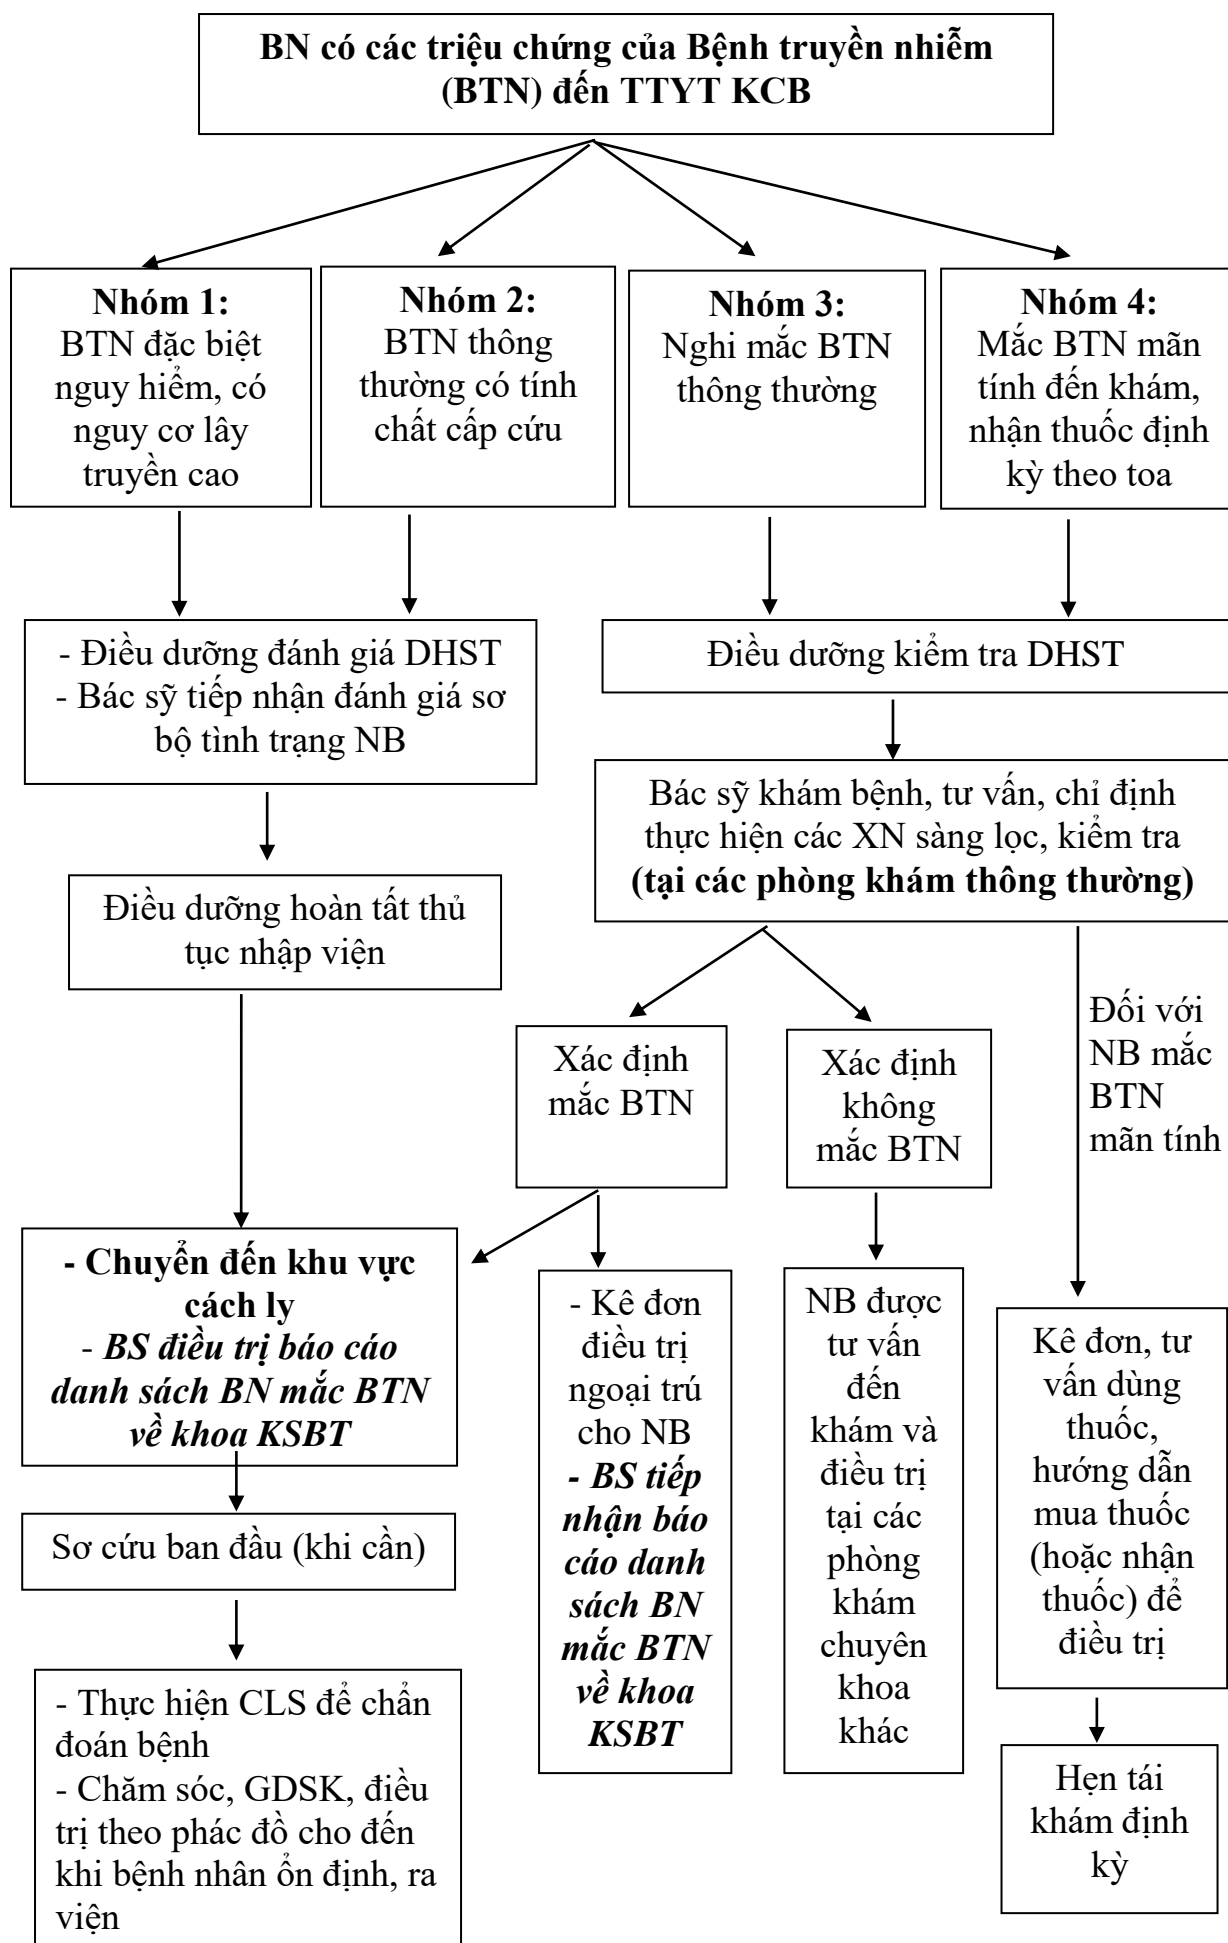 BN có các triệu chứng của Bệnh truyền nhiễm
(BTN) đến TTYT KCB
Nhóm 1:
BTN đặc biệt
nguy hiểm, có
nguy cơ lây
truyền cao
Nhóm 2:
BTN thông
thường có tính
chất cấp cứu
Nhóm 3:
Nghi mắc BTN
thông thường
Nhóm 4:
Mắc BTN mãn
tính đến khám,
nhận thuốc định
kỳ theo toa
- Điều dưỡng đánh giá DHST
- Bác sỹ tiếp nhận đánh giá sơ
bộ tình trạng NB
Điều dưỡng kiểm tra DHST
Bác sỹ khám bệnh, tư vấn, chỉ định
thực hiện các XN sàng lọc, kiểm tra
(tại các phòng khám thông thường)
Điều dưỡng hoàn tất thủ
tục nhập viện
Đối với
NB mắc
BTN
mãn tính
Xác định
mắc BTN
Xác định
không
mắc BTN
- Chuyển đến khu vực
cách ly
- BS điều trị báo cáo
danh sách BN mắc BTN
về khoa KSBT
- Kê đơn
điều trị
ngoại trú
cho NB
- BS tiếp
nhận báo
cáo danh
sách BN
mắc BTN
về khoa
KSBT
NB được
tư vấn
đến
khám và
điều trị
tại các
phòng
khám
chuyên
khoa
khác
Kê đơn, tư
vấn dùng
thuốc,
hướng dẫn
mua thuốc
(hoặc nhận
thuốc) để
điều trị
Sơ cứu ban đầu (khi cần)
- Thực hiện CLS để chẩn
đoán bệnh
- Chăm sóc, GDSK, điều
trị theo phác đồ cho đến
khi bệnh nhân ổn định, ra
viện
Hẹn tái
khám định
kỳ